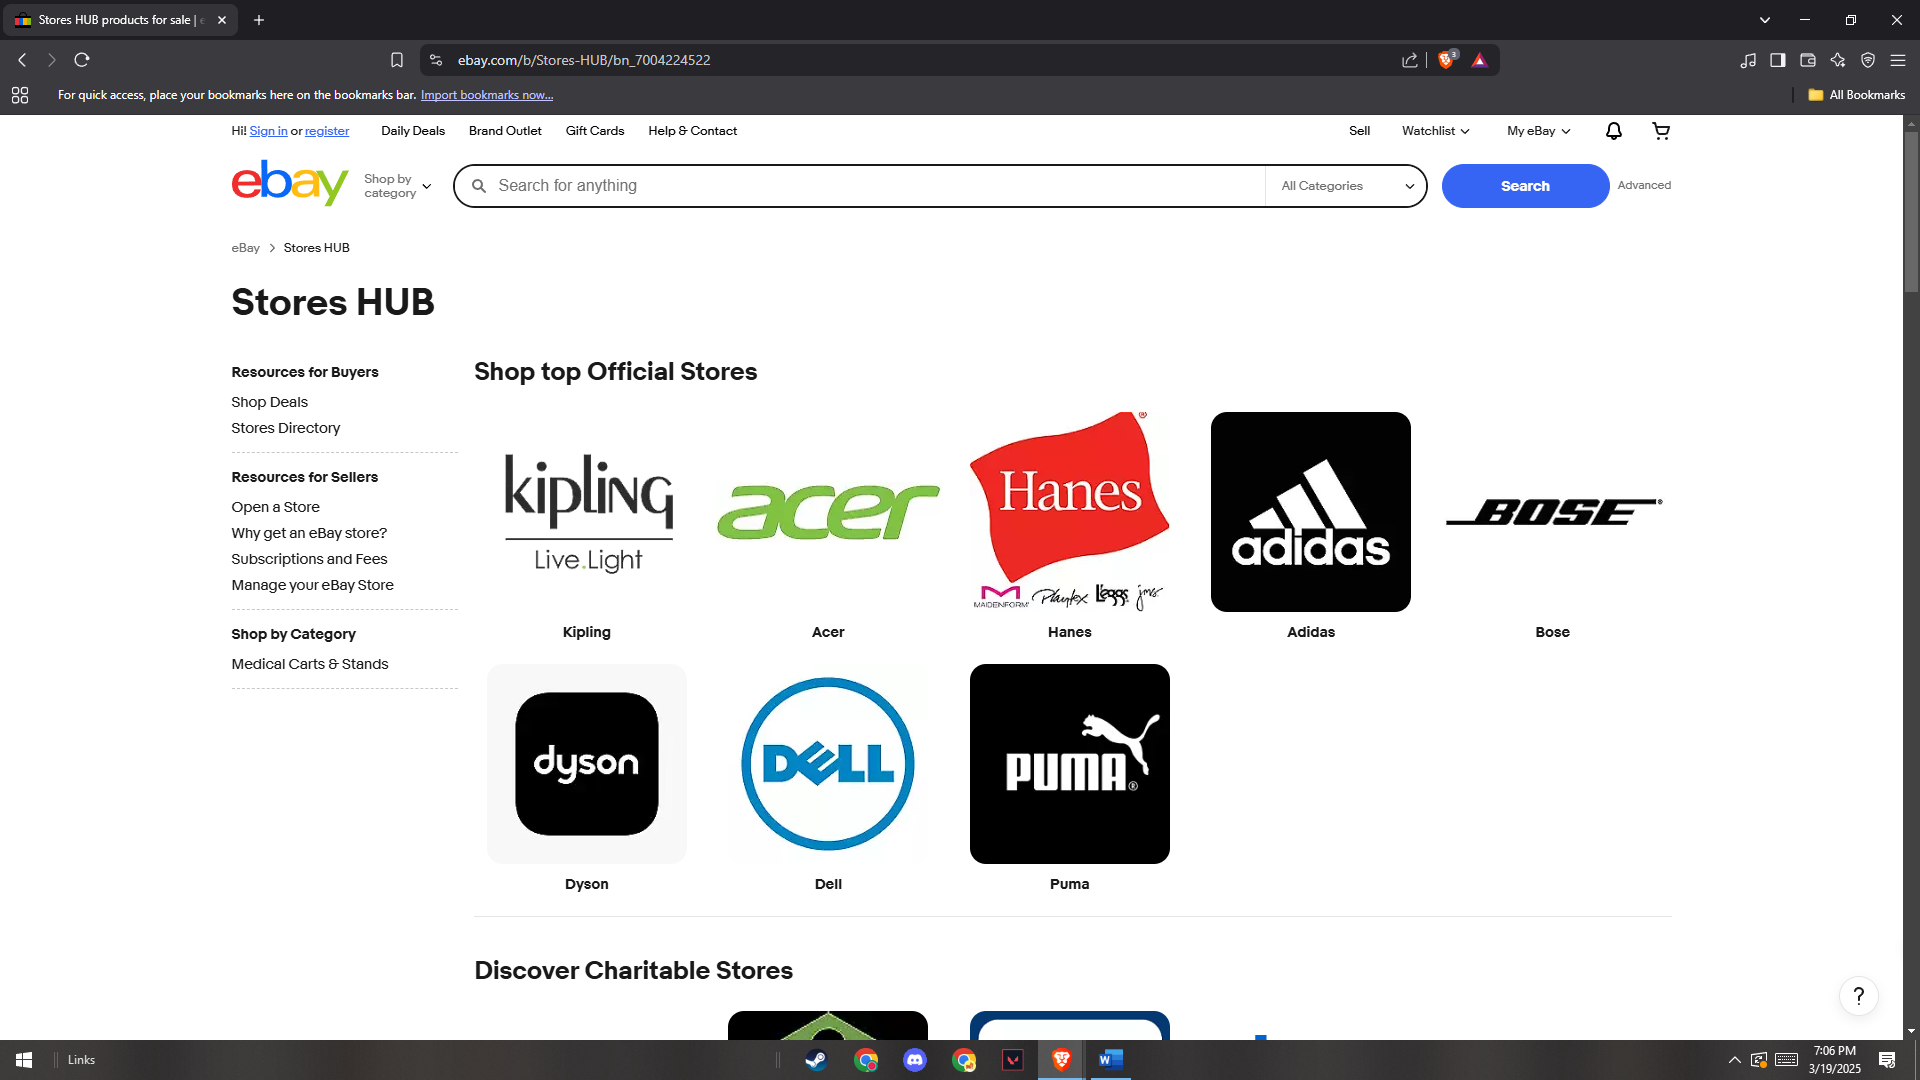 Stores HUB products for sale | e
ebay.com/b/Stores-HUB/bn_7004224522
3
For quick access, place your bookmarks here on the bookmarks bar. Import bookmarks now...
All Bookmarks
Hi! Sign in or register
Daily Deals
Brand Outlet
Gift Cards
Help & Contact
Sell
Watchlist
My eBay
ebay
Shop by
category
Search for anything
All Categories
Search
Advanced
eBay
Stores HUB
Stores HUB
Resources for Buyers
Shop Deals
Stores Directory
Resources for Sellers
Open a Store
Why get an eBay store?
Subscriptions and Fees
Manage your eBay Store
Shop by Category
Medical Carts & Stands
Shop top Official Stores
kipling
Live.Light
acer
Hanes®
MAIDENFORM® Playtex L'eggs jms
adidas
BOSE®
Kipling
Acer
Hanes
Adidas
Bose
dyson
DELL
PUMA®
Dyson
Dell
Puma
Discover Charitable Stores
?
Links
W
7:06 PM
3/19/2025